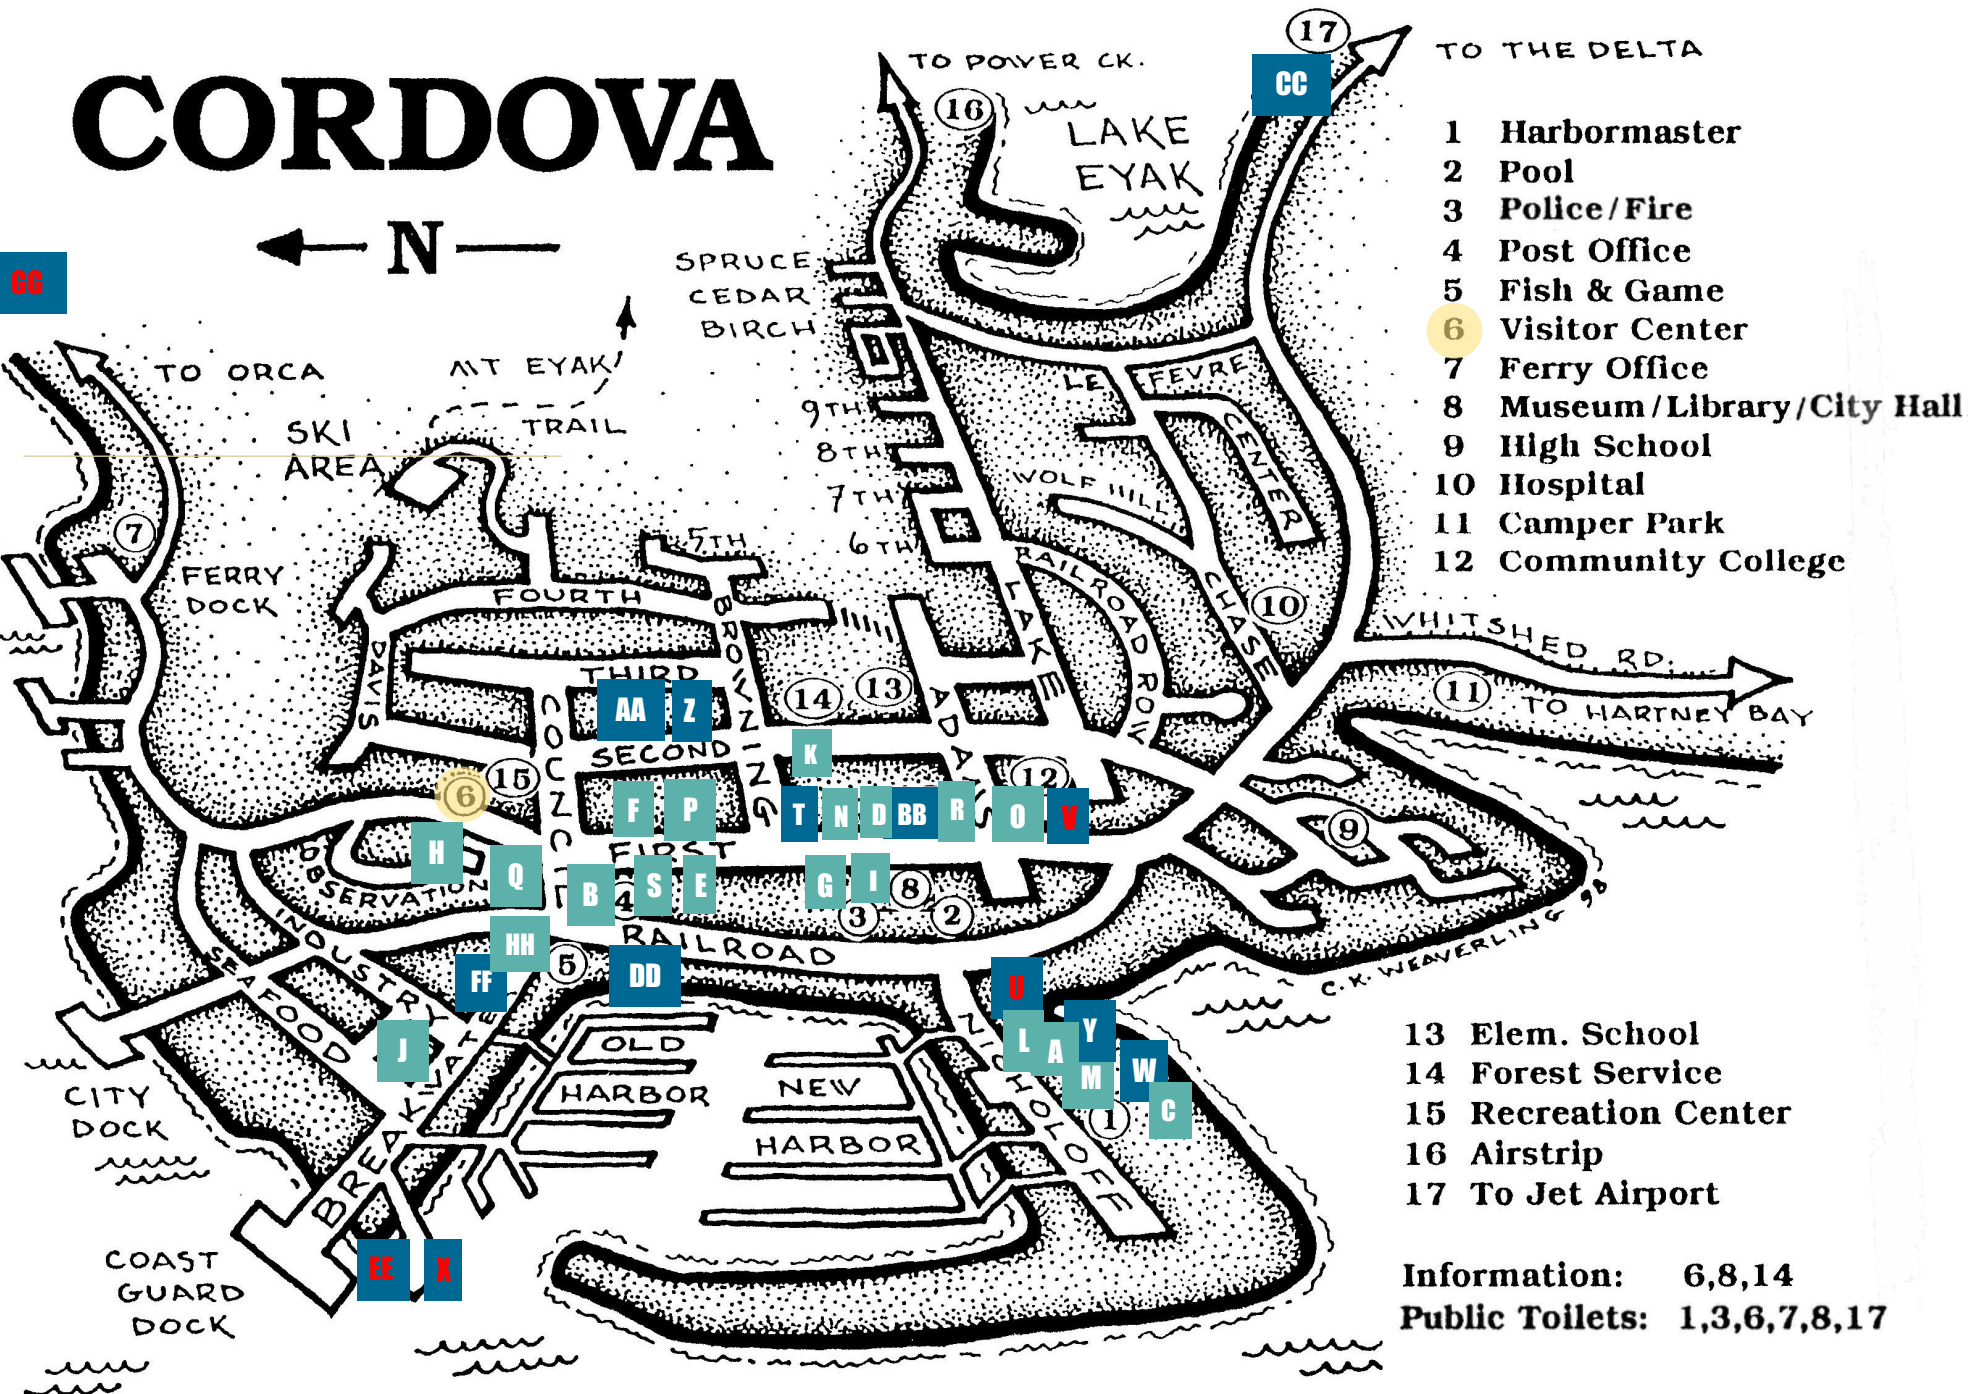 CORDOVA
N
TO POWER CK.
16
17
CC
TO THE DELTA
LAKE
EYAK
1 Harbormaster
2 Pool
3 Police/Fire
4 Post Office
5 Fish & Game
6 Visitor Center
7 Ferry Office
8 Museum/Library/City Hall
9 High School
10 Hospital
11 Camper Park
12 Community College
GG
SPRUCE
CEDAR
BIRCH
TO ORCA
MT EYAK
TRAIL
SKI
AREA
9TH
8TH
7TH
6TH
5TH
LE FEVRE
CENTER
WOLF HILL
7
FERRY
DOCK
FOURTH
BROWNING
DAVIS
THIRD
COUNCIL
RAILROAD ROW
LAKE
CHASE
10
WHITSHED RD.
11
TO HARTNEY BAY
AA
Z
14
13
ADAMS
SECOND
K
15
6
12
F
P
T
N
D
BB
R
O
V
9
FIRST
H
Q
OBSERVATION
B
4
S
E
G
I
8
3
2
INDUSTRY
SEAFOOD
RAILROAD
HH
FF
5
DD
C.K. WEAVERLING 98
U
L
A
Y
M
W
C
1
J
BREAKWATER
NICHOLOFF
OLD
HARBOR
NEW
HARBOR
CITY
DOCK
COAST
GUARD
DOCK
EE
X
13 Elem. School
14 Forest Service
15 Recreation Center
16 Airstrip
17 To Jet Airport
Information: 6,8,14
Public Toilets: 1,3,6,7,8,17